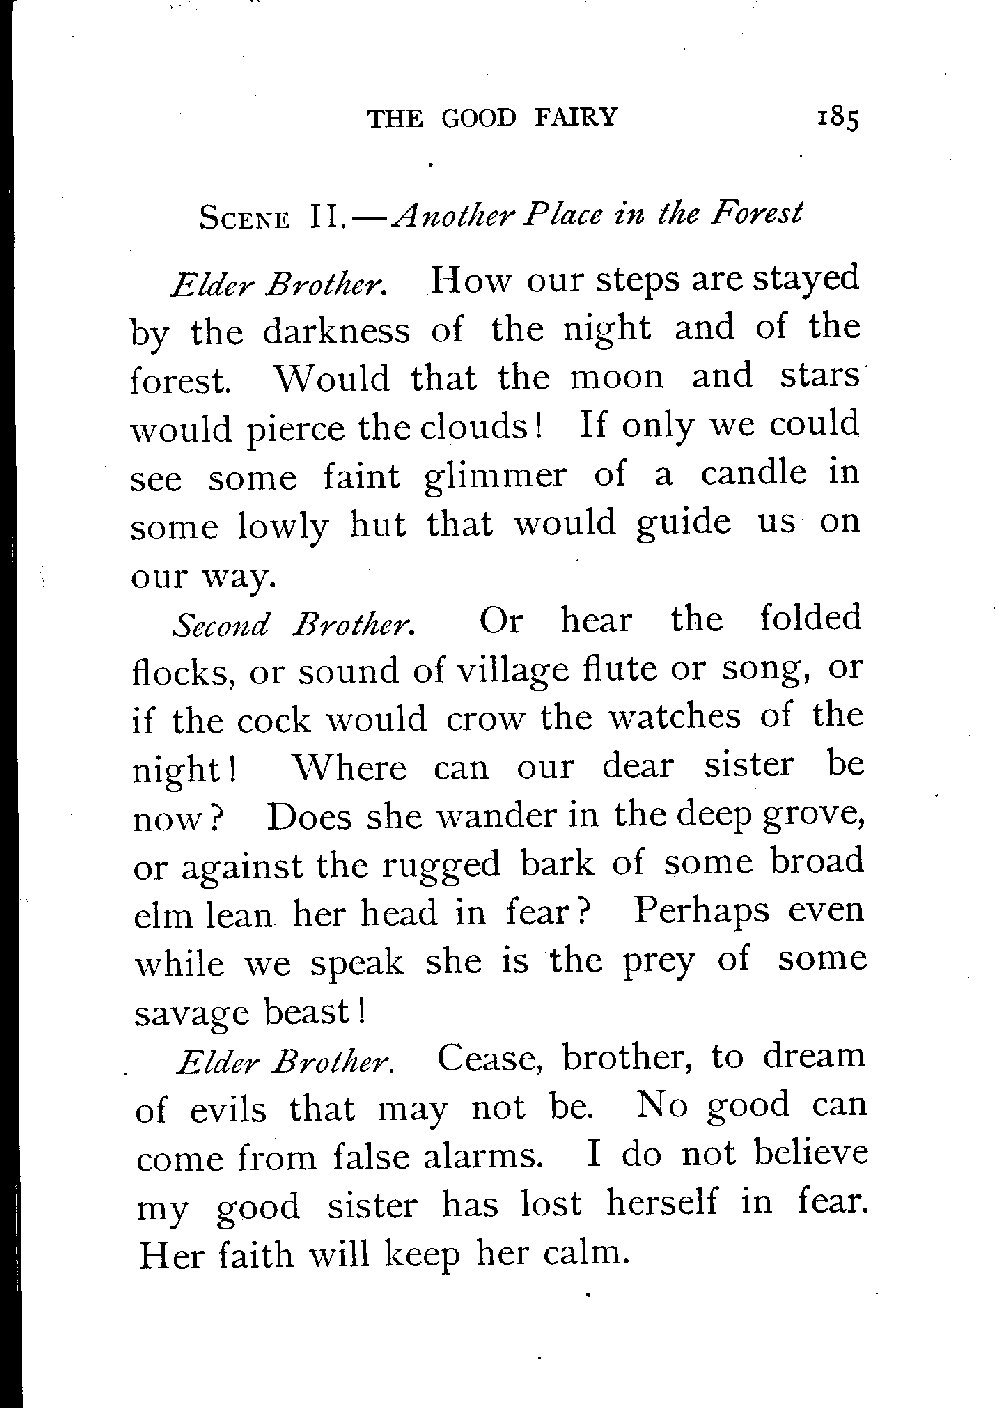 THE GOOD FAIRY 185
SCENE II.—Another Place in the Forest
Elder Brother. How our steps are stayed
by the darkness of the night and of the
forest. Would that the moon and stars
would pierce the clouds! If only we could
see some faint glimmer of a candle in
some lowly hut that would guide us on
our way.
Second Brother. Or hear the folded
flocks, or sound of village flute or song, or
if the cock would crow the watches of the
night! Where can our dear sister be
now? Does she wander in the deep grove,
or against the rugged bark of some broad
elm lean her head in fear? Perhaps even
while we speak she is the prey of some
savage beast!
Elder Brother. Cease, brother, to dream
of evils that may not be. No good can
come from false alarms. I do not believe
my good sister has lost herself in fear.
Her faith will keep her calm.